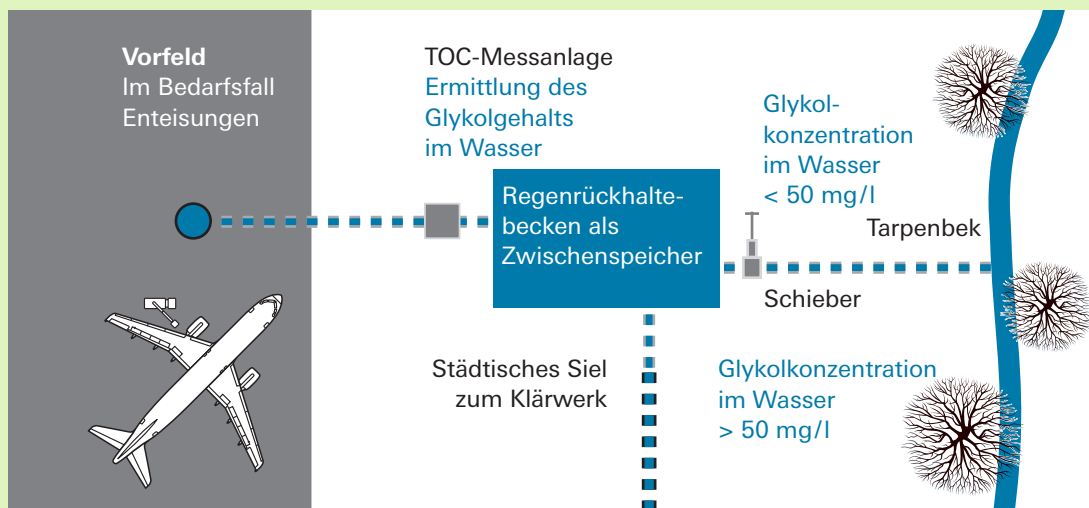 Vorfeld
Im Bedarfsfall
Enteisungen
TOC-Messanlage
Ermittlung des
Glykolgehalts
im Wasser
Regenrückhalte-
becken als
Zwischenspeicher
Glykol-
konzentration
im Wasser
< 50 mg/l
Tarpenbek
Schieber
Städtisches Siel
zum Klärwerk
Glykolkonzentration
im Wasser
> 50 mg/l